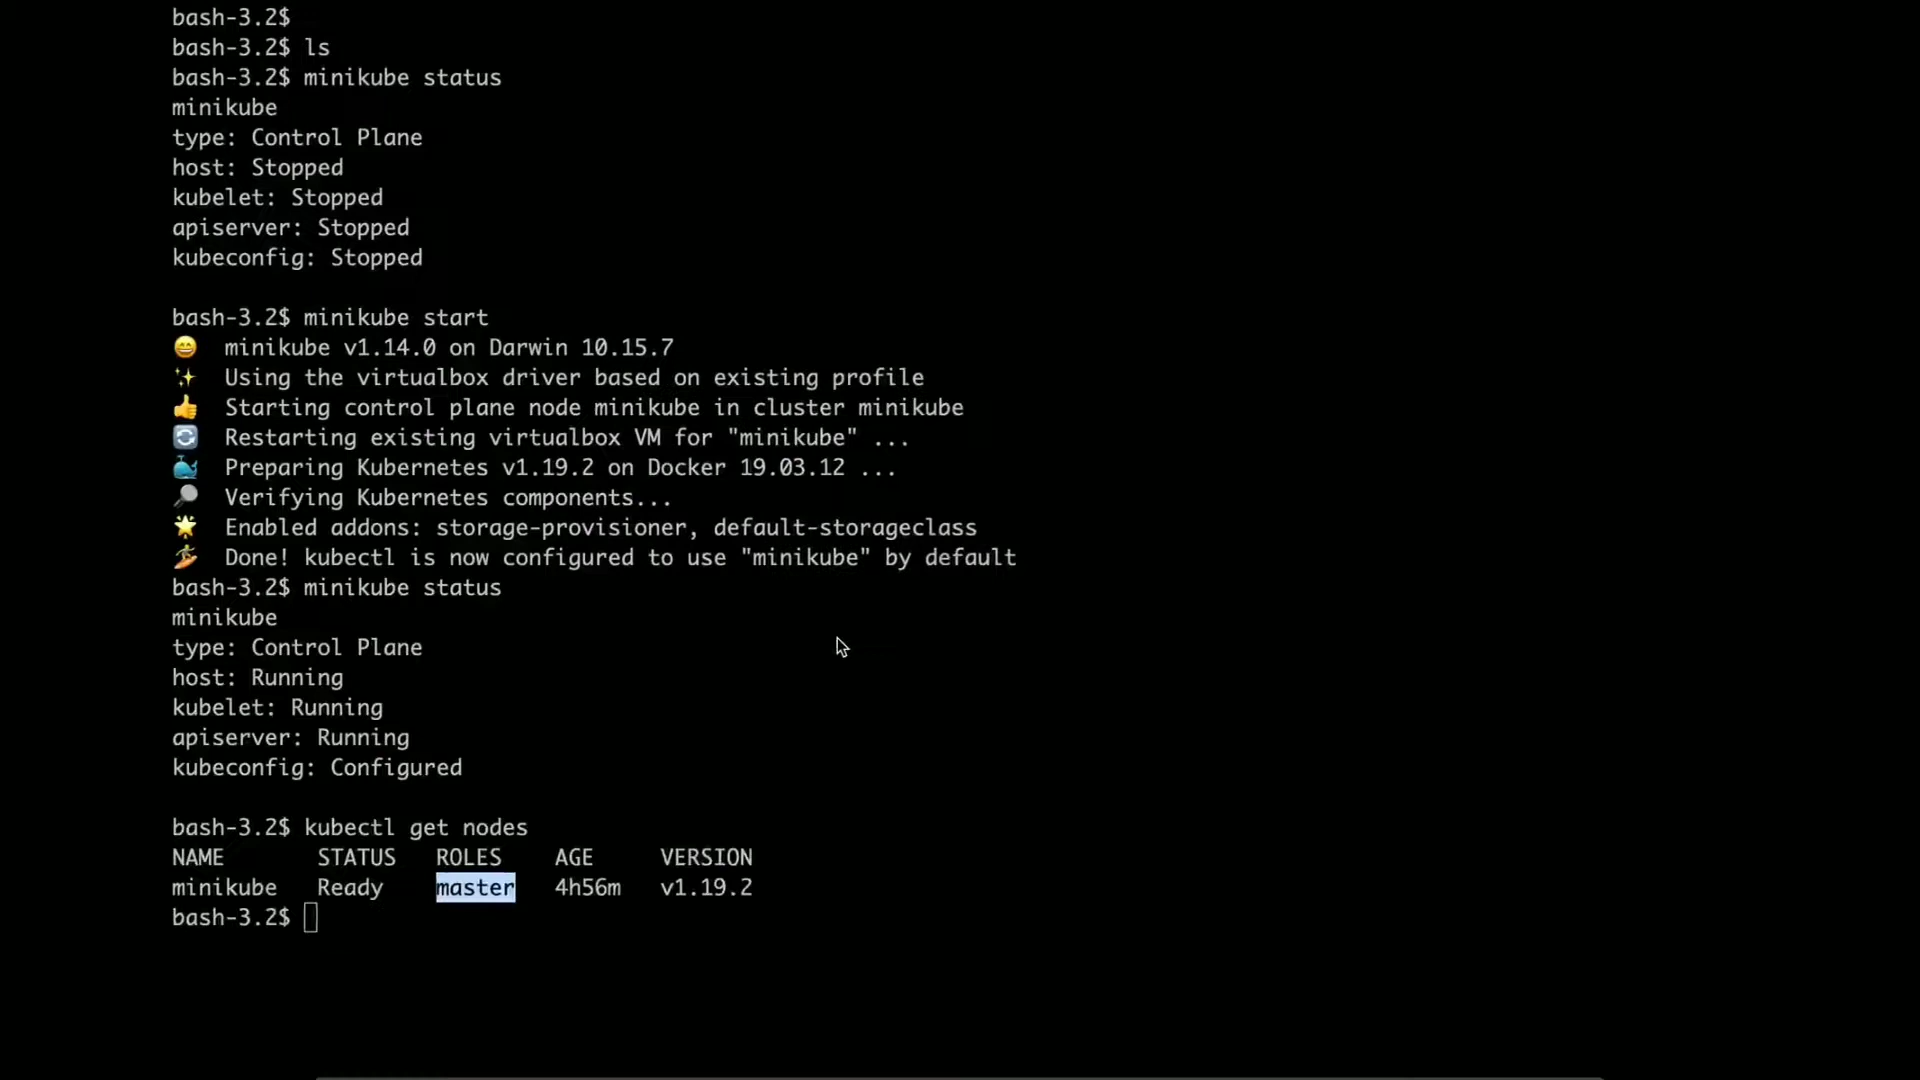 bash-3.2$
bash-3.2$ ls
bash-3.2$ minikube status
minikube
type: Control Plane
host: Stopped
kubelet: Stopped
apiserver: Stopped
kubeconfig: Stopped
bash-3.2$ minikube start
😄 minikube v1.14.0 on Darwin 10.15.7
✨ Using the virtualbox driver based on existing profile
👍 Starting control plane node minikube in cluster minikube
🔄 Restarting existing virtualbox VM for "minikube" ...
🐳 Preparing Kubernetes v1.19.2 on Docker 19.03.12 ...
🔎 Verifying Kubernetes components...
🌟 Enabled addons: storage-provisioner, default-storageclass
🏄 Done! kubectl is now configured to use "minikube" by default
bash-3.2$ minikube status
minikube
type: Control Plane
host: Running
kubelet: Running
apiserver: Running
kubeconfig: Configured
bash-3.2$ kubectl get nodes
NAME STATUS ROLES AGE VERSION
minikube Ready master 4h56m v1.19.2
bash-3.2$